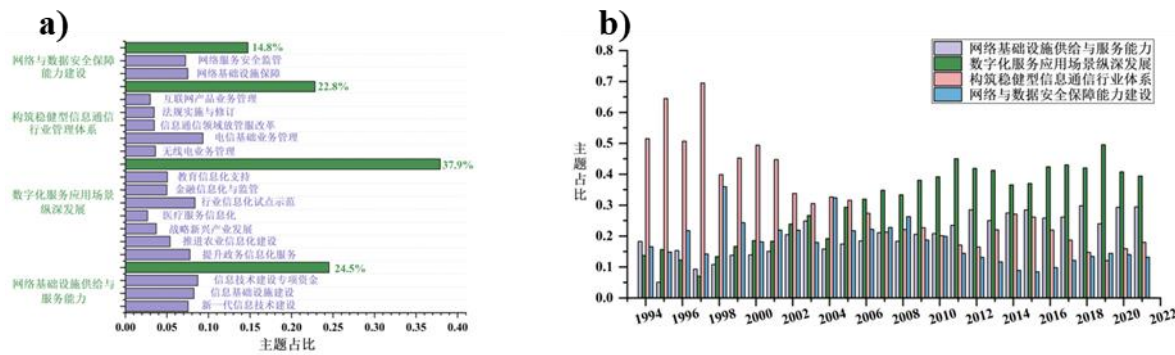 a)
14.8%
网络与数据安全保障
能力建设
网络服务安全监管
网络基础设施保障
22.8%
构筑稳健型信息通信
行业管理体系
互联网产品业务管理
法规实施与修订
信息通信领域放管服改革
电信基础业务管理
无线电业务管理
37.9%
数字化服务应用场景
纵深发展
教育信息化支持
金融信息化与监管
行业信息化试点示范
医疗服务信息化
战略新兴产业发展
推进农业信息化建设
提升政务信息化服务
24.5%
网络基础设施供给与
服务能力
信息技术建设专项资金
信息基础设施建设
新一代信息技术建设
0.00 0.05 0.10 0.15 0.20 0.25 0.30 0.35 0.40
主题占比
b)
网络基础设施供给与服务能力
数字化服务应用场景纵深发展
构筑稳健型信息通信行业体系
网络与数据安全保障能力建设
0.8
0.7
0.6
0.5
0.4
0.3
0.2
0.1
0.0
主题占比
1994 1996 1998 2000 2002 2004 2006 2008 2010 2012 2014 2016 2018 2020 2022